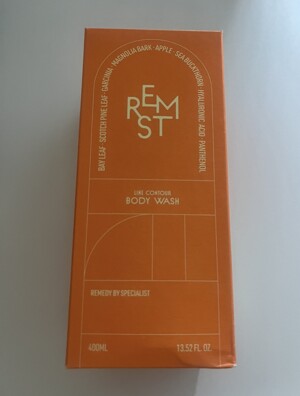 BAY LEAF · SCOTCH PINE LEAF · GARCINIA · MAGNOLIA BARK · APPLE · SEA BUCKTHORN · HYALURONIC ACID · PANTHENOL
REM
ST
LINE CONTOUR
BODY WASH
REMEDY BY SPECIALIST
400ML
13.52 FL. OZ.